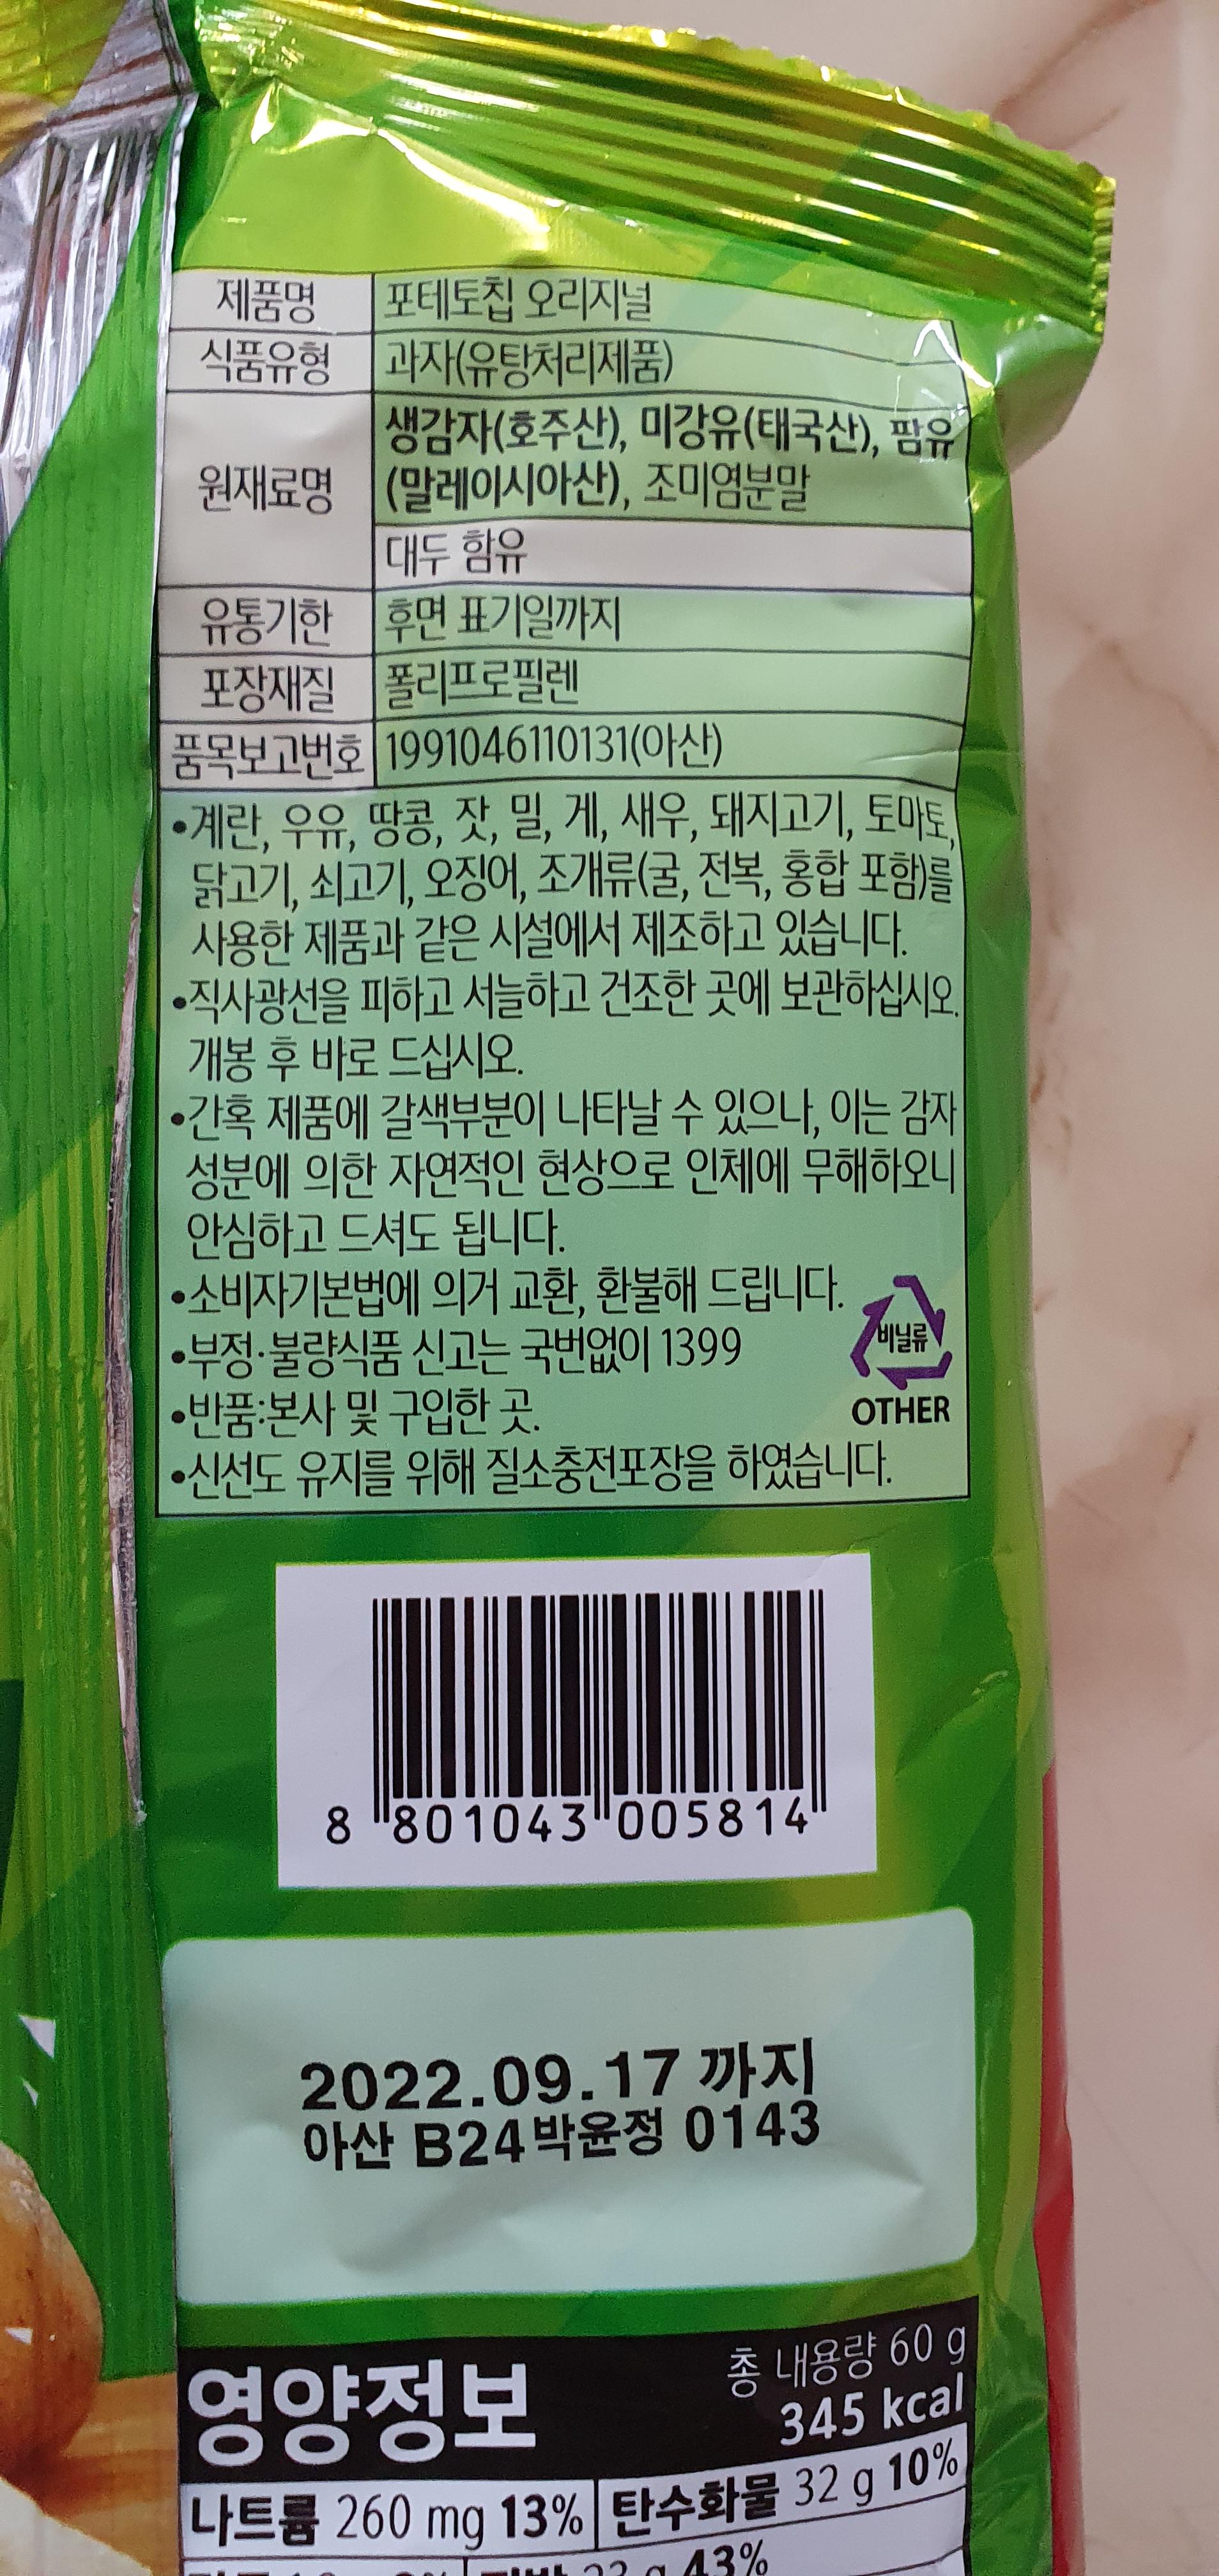 제품명 포테토칩 오리지널
식품유형 과자(유탕처리제품)
원재료명 생감자(호주산), 미강유(태국산), 팜유
(말레이시아산), 조미염분말
대두 함유
유통기한 후면 표기일까지
포장재질 폴리프로필렌
품목보고번호 1991046110131(아산)
•계란, 우유, 땅콩, 잣, 밀, 게, 새우, 돼지고기, 토마토,
닭고기, 쇠고기, 오징어, 조개류(굴, 전복, 홍합 포함)를
사용한 제품과 같은 시설에서 제조하고 있습니다.
•직사광선을 피하고 서늘하고 건조한 곳에 보관하십시오.
개봉 후 바로 드십시오.
•간혹 제품에 갈색부분이 나타날 수 있으나, 이는 감자
성분에 의한 자연적인 현상으로 인체에 무해하오니
안심하고 드셔도 됩니다.
•소비자기본법에 의거 교환, 환불해 드립니다.
•부정·불량식품 신고는 국번없이 1399
•반품:본사 및 구입한 곳.
•신선도 유지를 위해 질소충전포장을 하였습니다.
비닐류
OTHER
8 801043 005814
2022.09.17 까지
아산 B24박윤정 0143
영양정보
총 내용량 60 g
345 kcal
나트륨 260 mg 13% 탄수화물 32 g 10%
43%